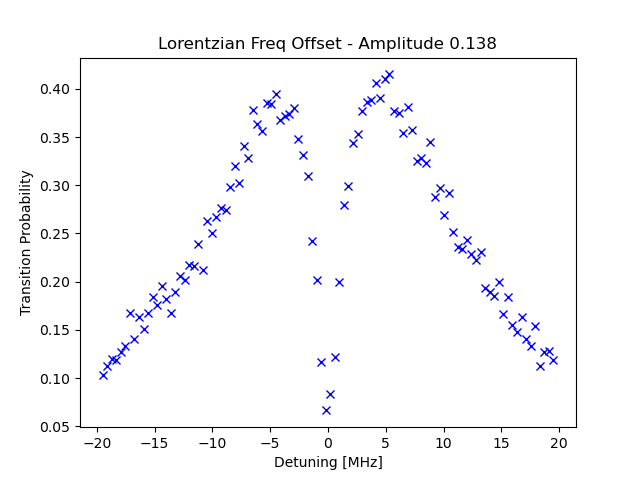 Lorentzian Freq Offset - Amplitude 0.138
Transition Probability
0.40
0.35
0.30
0.25
0.20
0.15
0.10
0.05
−20 −15 −10 −5 0 5 10 15 20
Detuning [MHz]